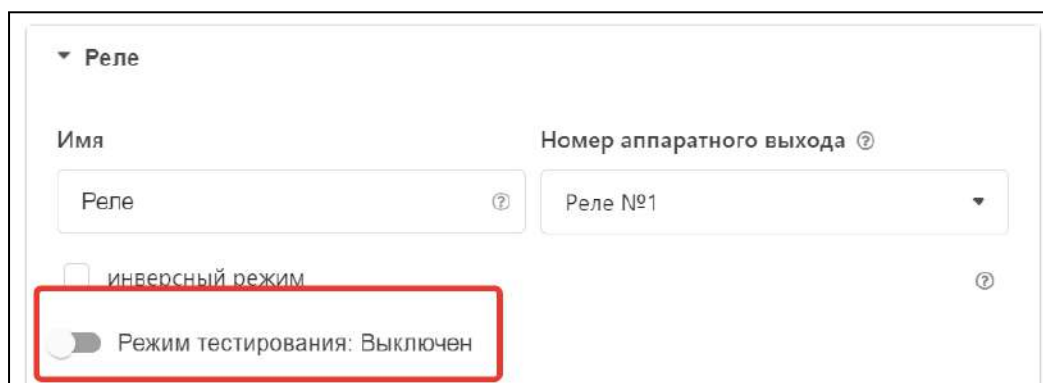 Реле
Имя
Номер аппаратного выхода
Реле
Реле №1
инверсный режим
Режим тестирования: Выключен